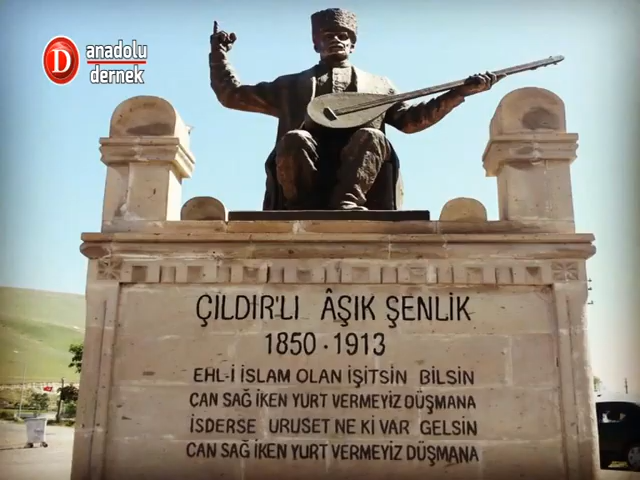 D
anadolu
dernek
ÇILDIR'LI ÂŞIK ŞENLİK
1850 · 1913
EHL-İ İSLAM OLAN İŞİTSİN BİLSİN
CAN SAĞ İKEN YURT VERMEYİZ DÜŞMANA
İSDERSE URUSET NE Kİ VAR GELSİN
CAN SAĞ İKEN YURT VERMEYİZ DÜŞMANA